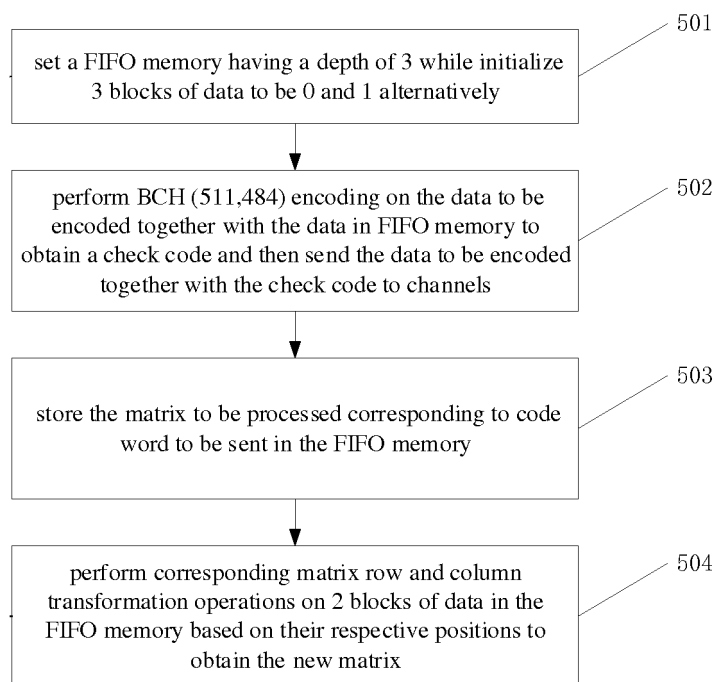 501
set a FIFO memory having a depth of 3 while initialize
3 blocks of data to be 0 and 1 alternatively
502
perform BCH (511,484) encoding on the data to be
encoded together with the data in FIFO memory to
obtain a check code and then send the data to be encoded
together with the check code to channels
503
store the matrix to be processed corresponding to code
word to be sent in the FIFO memory
504
perform corresponding matrix row and column
transformation operations on 2 blocks of data in the
FIFO memory based on their respective positions to
obtain the new matrix